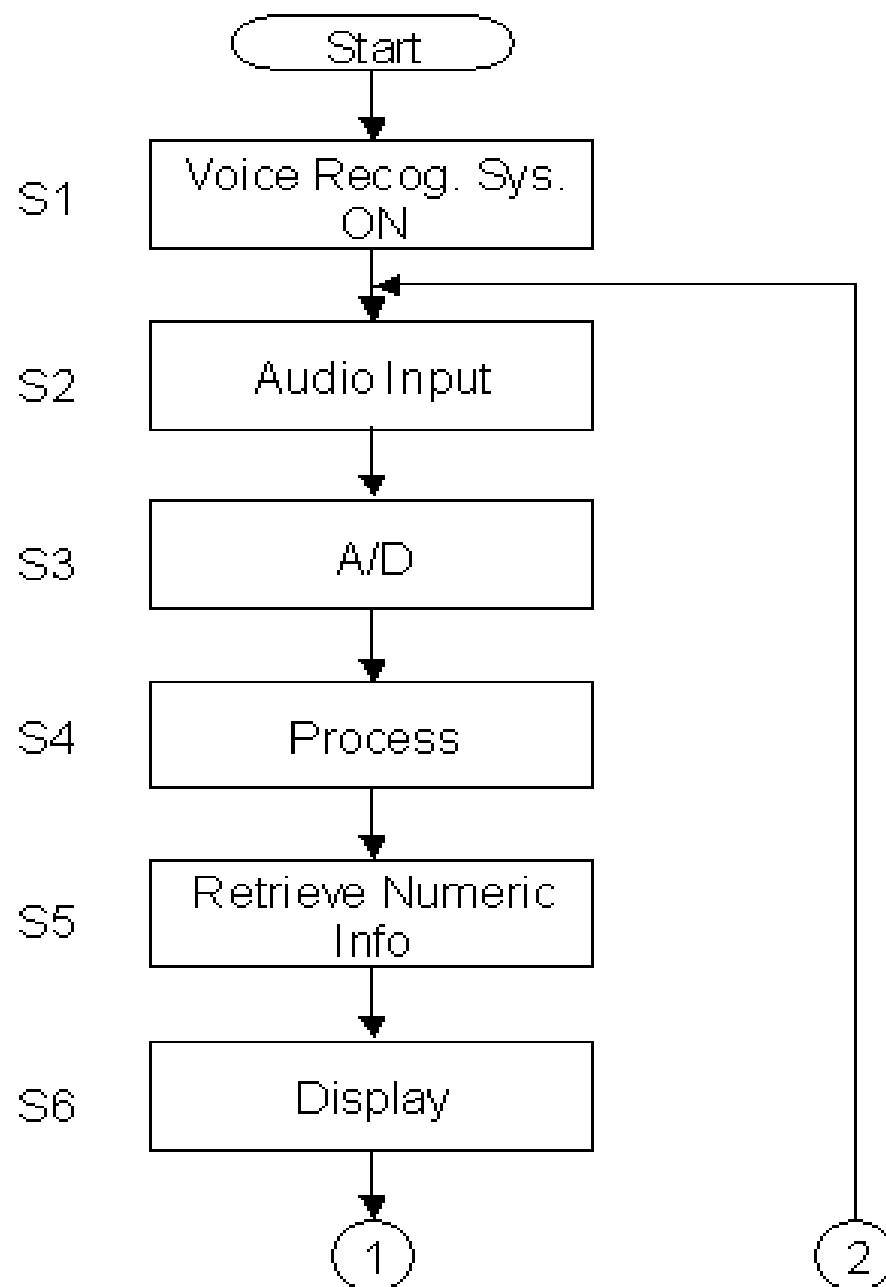 Start
S1
Voice Recog. Sys.
ON
S2
Audio Input
S3
A/D
S4
Process
S5
Retrieve Numeric
Info
S6
Display
1
2